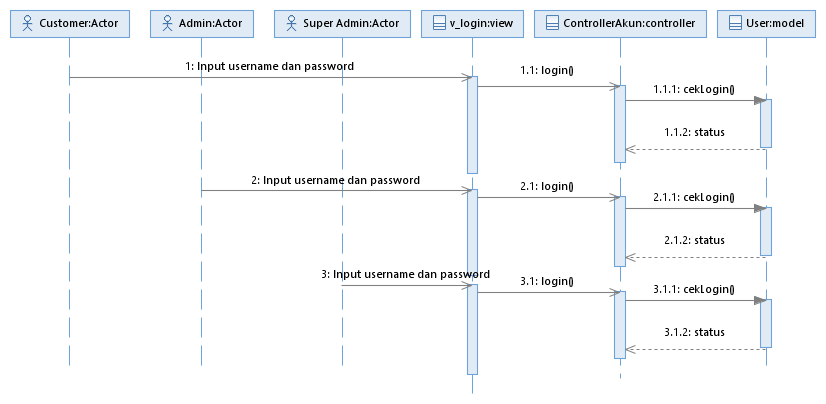 Customer:Actor
Admin:Actor
Super Admin:Actor
v_login:view
ControllerAkun:controller
User:model
1: Input username dan password
1.1: login()
1.1.1: cekLogin()
1.1.2: status
2: Input username dan password
2.1: login()
2.1.1: cekLogin()
2.1.2: status
3: Input username dan password
3.1: login()
3.1.1: cekLogin()
3.1.2: status